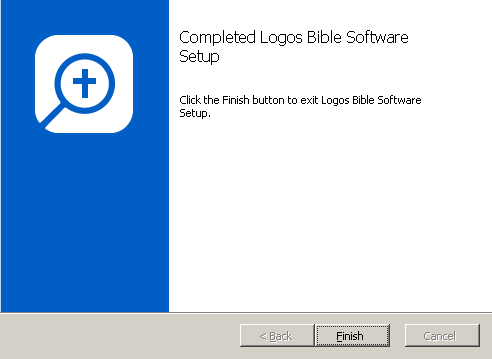 Completed Logos Bible Software
Setup
Click the Finish button to exit Logos Bible Software
Setup.
< Back
Finish
Cancel